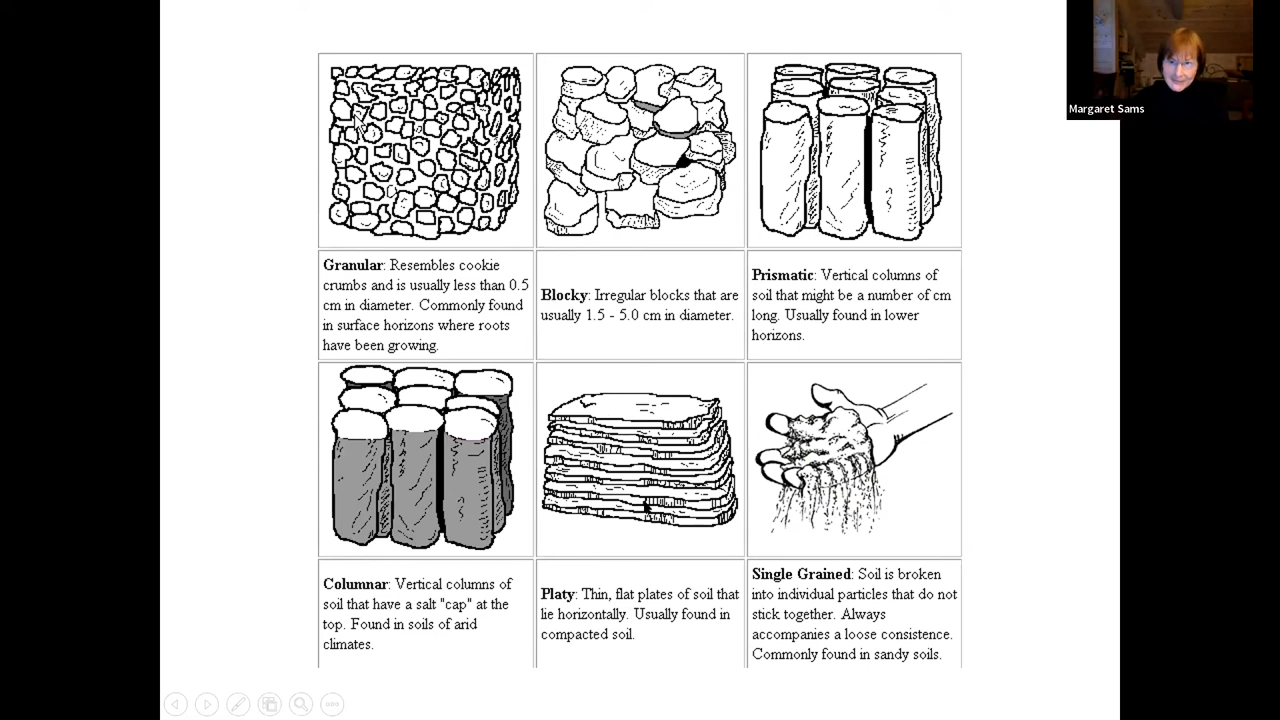 Margaret Sams
Granular: Resembles cookie
crumbs and is usually less than 0.5
cm in diameter. Commonly found
in surface horizons where roots
have been growing.
Blocky: Irregular blocks that are
usually 1.5 - 5.0 cm in diameter.
Prismatic: Vertical columns of
soil that might be a number of cm
long. Usually found in lower
horizons.
Columnar: Vertical columns of
soil that have a salt "cap" at the
top. Found in soils of arid
climates.
Platy: Thin, flat plates of soil that
lie horizontally. Usually found in
compacted soil.
Single Grained: Soil is broken
into individual particles that do not
stick together. Always
accompanies a loose consistence.
Commonly found in sandy soils.